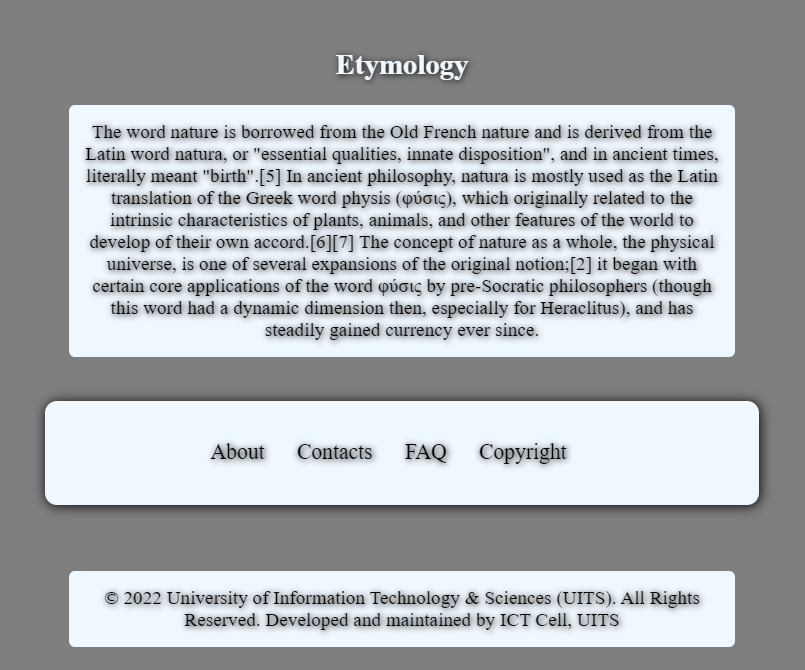 Etymology
The word nature is borrowed from the Old French nature and is derived from the
Latin word natura, or "essential qualities, innate disposition", and in ancient times,
literally meant "birth".[5] In ancient philosophy, natura is mostly used as the Latin
translation of the Greek word physis (φύσις), which originally related to the
intrinsic characteristics of plants, animals, and other features of the world to
develop of their own accord.[6][7] The concept of nature as a whole, the physical
universe, is one of several expansions of the original notion;[2] it began with
certain core applications of the word φύσις by pre-Socratic philosophers (though
this word had a dynamic dimension then, especially for Heraclitus), and has
steadily gained currency ever since.
About Contacts FAQ Copyright
© 2022 University of Information Technology & Sciences (UITS). All Rights
Reserved. Developed and maintained by ICT Cell, UITS